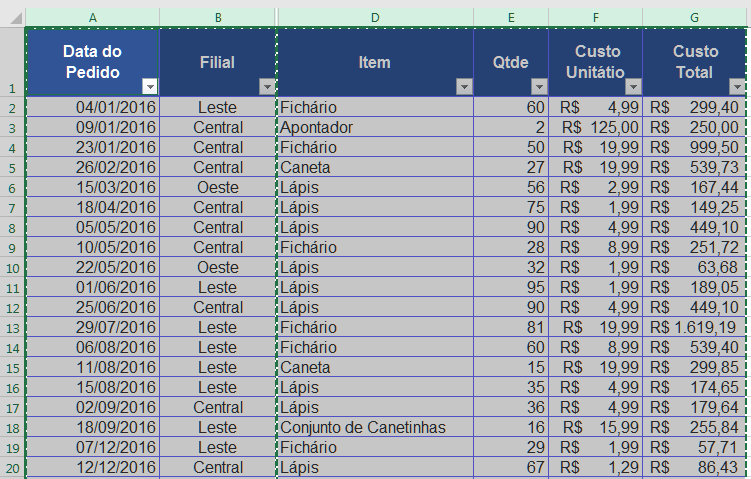 A B D E F G
1 Data do Pedido Filial Item Qtde Custo Unitátio Custo Total
2 04/01/2016 Leste Fichário 60 R$ 4,99 R$ 299,40
3 09/01/2016 Central Apontador 2 R$ 125,00 R$ 250,00
4 23/01/2016 Central Fichário 50 R$ 19,99 R$ 999,50
5 26/02/2016 Central Caneta 27 R$ 19,99 R$ 539,73
6 15/03/2016 Oeste Lápis 56 R$ 2,99 R$ 167,44
7 18/04/2016 Central Lápis 75 R$ 1,99 R$ 149,25
8 05/05/2016 Central Lápis 90 R$ 4,99 R$ 449,10
9 10/05/2016 Central Fichário 28 R$ 8,99 R$ 251,72
10 22/05/2016 Oeste Lápis 32 R$ 1,99 R$ 63,68
11 01/06/2016 Leste Lápis 95 R$ 1,99 R$ 189,05
12 25/06/2016 Central Lápis 90 R$ 4,99 R$ 449,10
13 29/07/2016 Leste Fichário 81 R$ 19,99 R$ 1.619,19
14 06/08/2016 Leste Fichário 60 R$ 8,99 R$ 539,40
15 11/08/2016 Leste Caneta 15 R$ 19,99 R$ 299,85
16 15/08/2016 Leste Lápis 35 R$ 4,99 R$ 174,65
17 02/09/2016 Central Lápis 36 R$ 4,99 R$ 179,64
18 18/09/2016 Leste Conjunto de Canetinhas 16 R$ 15,99 R$ 255,84
19 07/12/2016 Leste Fichário 29 R$ 1,99 R$ 57,71
20 12/12/2016 Central Lápis 67 R$ 1,29 R$ 86,43